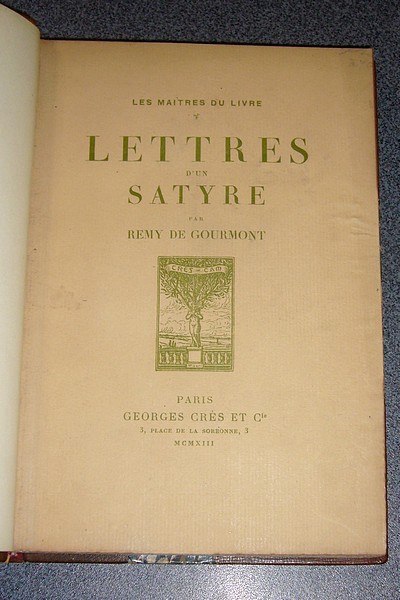 LES MAITRES DU LIVRE
LETTRES
D'UN
SATYRE
PAR
REMY DE GOURMONT
PARIS
GEORGES CRÈS ET Cie
3, PLACE DE LA SORBONNE, 3
MCMXIII